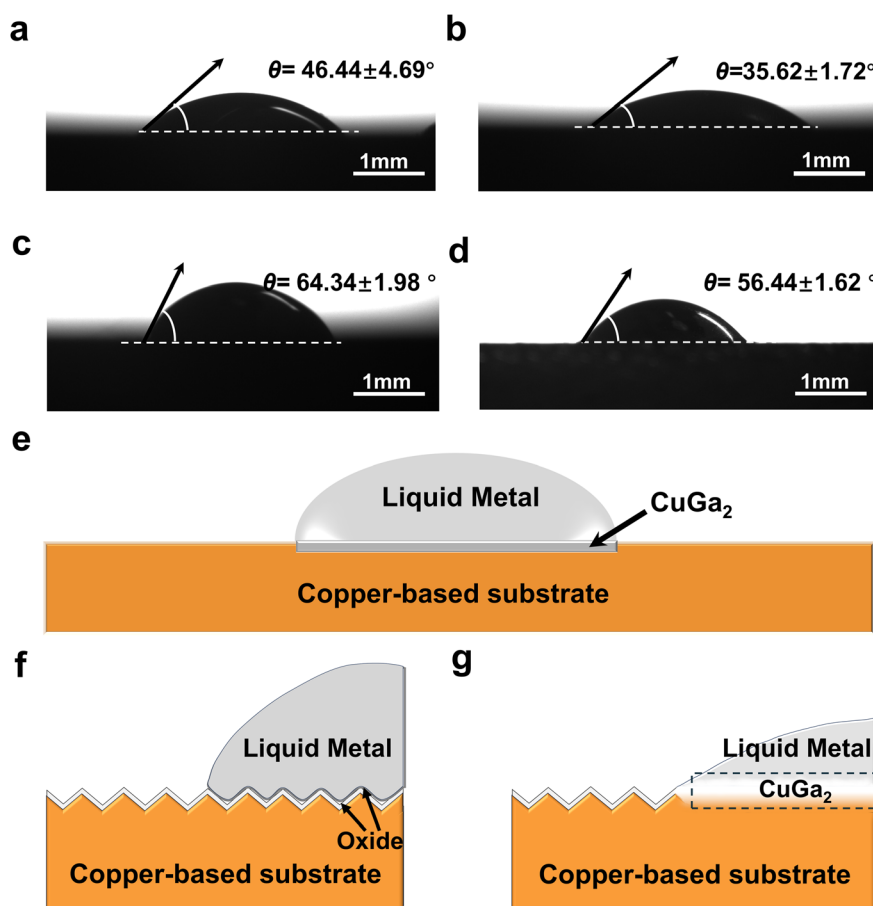 a
θ= 46.44±4.69°
1mm
b
θ=35.62±1.72°
1mm
c
θ= 64.34±1.98 °
1mm
d
θ= 56.44±1.62 °
1mm
e
Liquid Metal
CuGa₂
Copper-based substrate
f
Liquid Metal
Oxide
Copper-based substrate
g
Liquid Metal
CuGa₂
Copper-based substrate